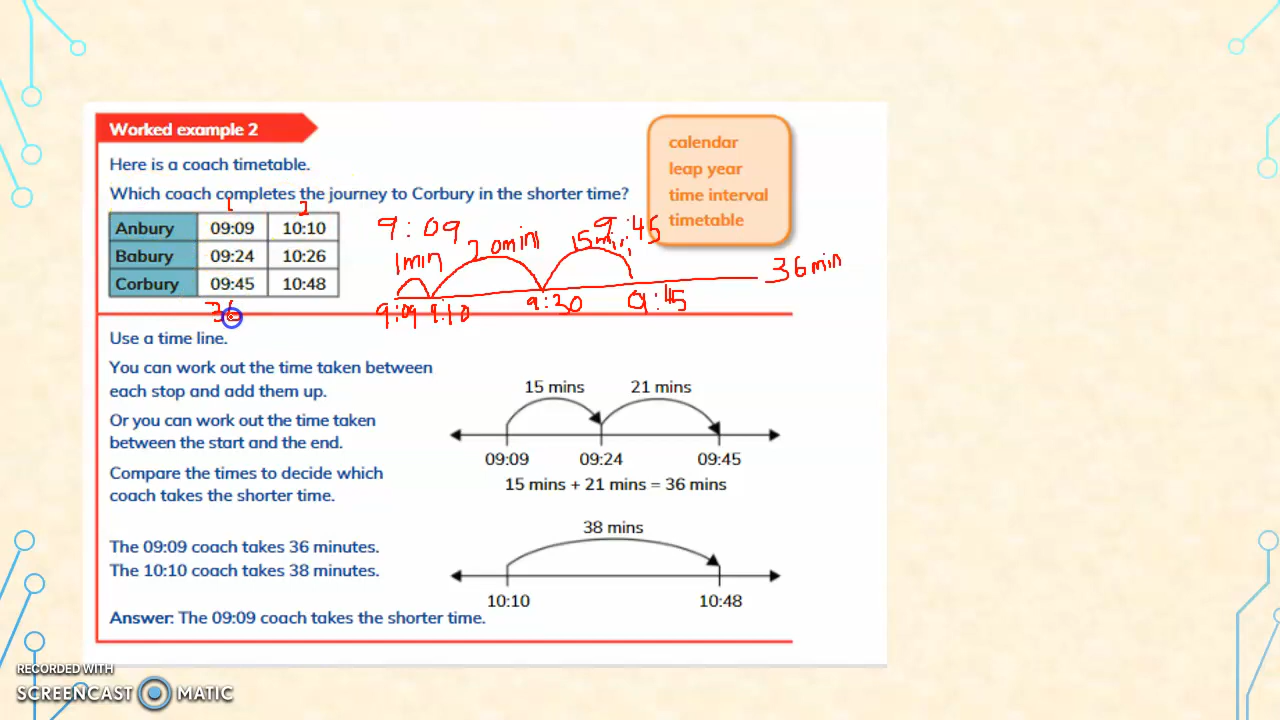 Worked example 2
calendar
leap year
time interval
timetable
Here is a coach timetable.
Which coach completes the journey to Corbury in the shorter time?
1 2
Anbury 09:09 10:10
Babury 09:24 10:26
Corbury 09:45 10:48
36
9:09 9:45
1min 20min 15min
36min
9:09 9:10 9:30 9:45
Use a time line.
You can work out the time taken between
each stop and add them up.
Or you can work out the time taken
between the start and the end.
Compare the times to decide which
coach takes the shorter time.
15 mins 21 mins
09:09 09:24 09:45
15 mins + 21 mins = 36 mins
38 mins
10:10 10:48
The 09:09 coach takes 36 minutes.
The 10:10 coach takes 38 minutes.
Answer: The 09:09 coach takes the shorter time.
RECORDED WITH
SCREENCAST MATIC